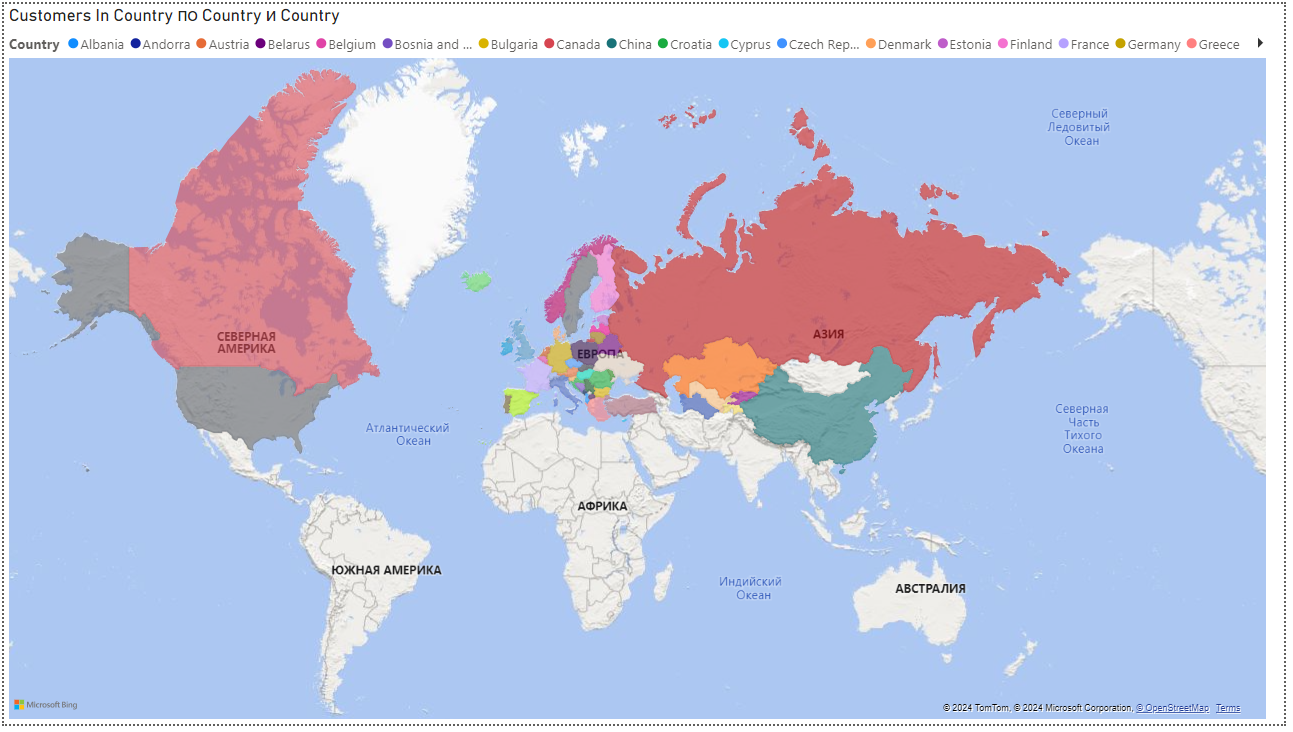 Customers In Country по Country и Country
Country Albania Andorra Austria Belarus Belgium Bosnia and ... Bulgaria Canada China Croatia Cyprus Czech Rep... Denmark Estonia Finland France Germany Greece
Северный
Ледовитый
Океан
СЕВЕРНАЯ
АМЕРИКА
АЗИЯ
ЕВРОПА
Атлантический
Океан
Северная
Часть
Тихого
Океана
АФРИКА
ЮЖНАЯ АМЕРИКА
Индийский
Океан
АВСТРАЛИЯ
Microsoft Bing
© 2024 TomTom, © 2024 Microsoft Corporation, © OpenStreetMap Terms